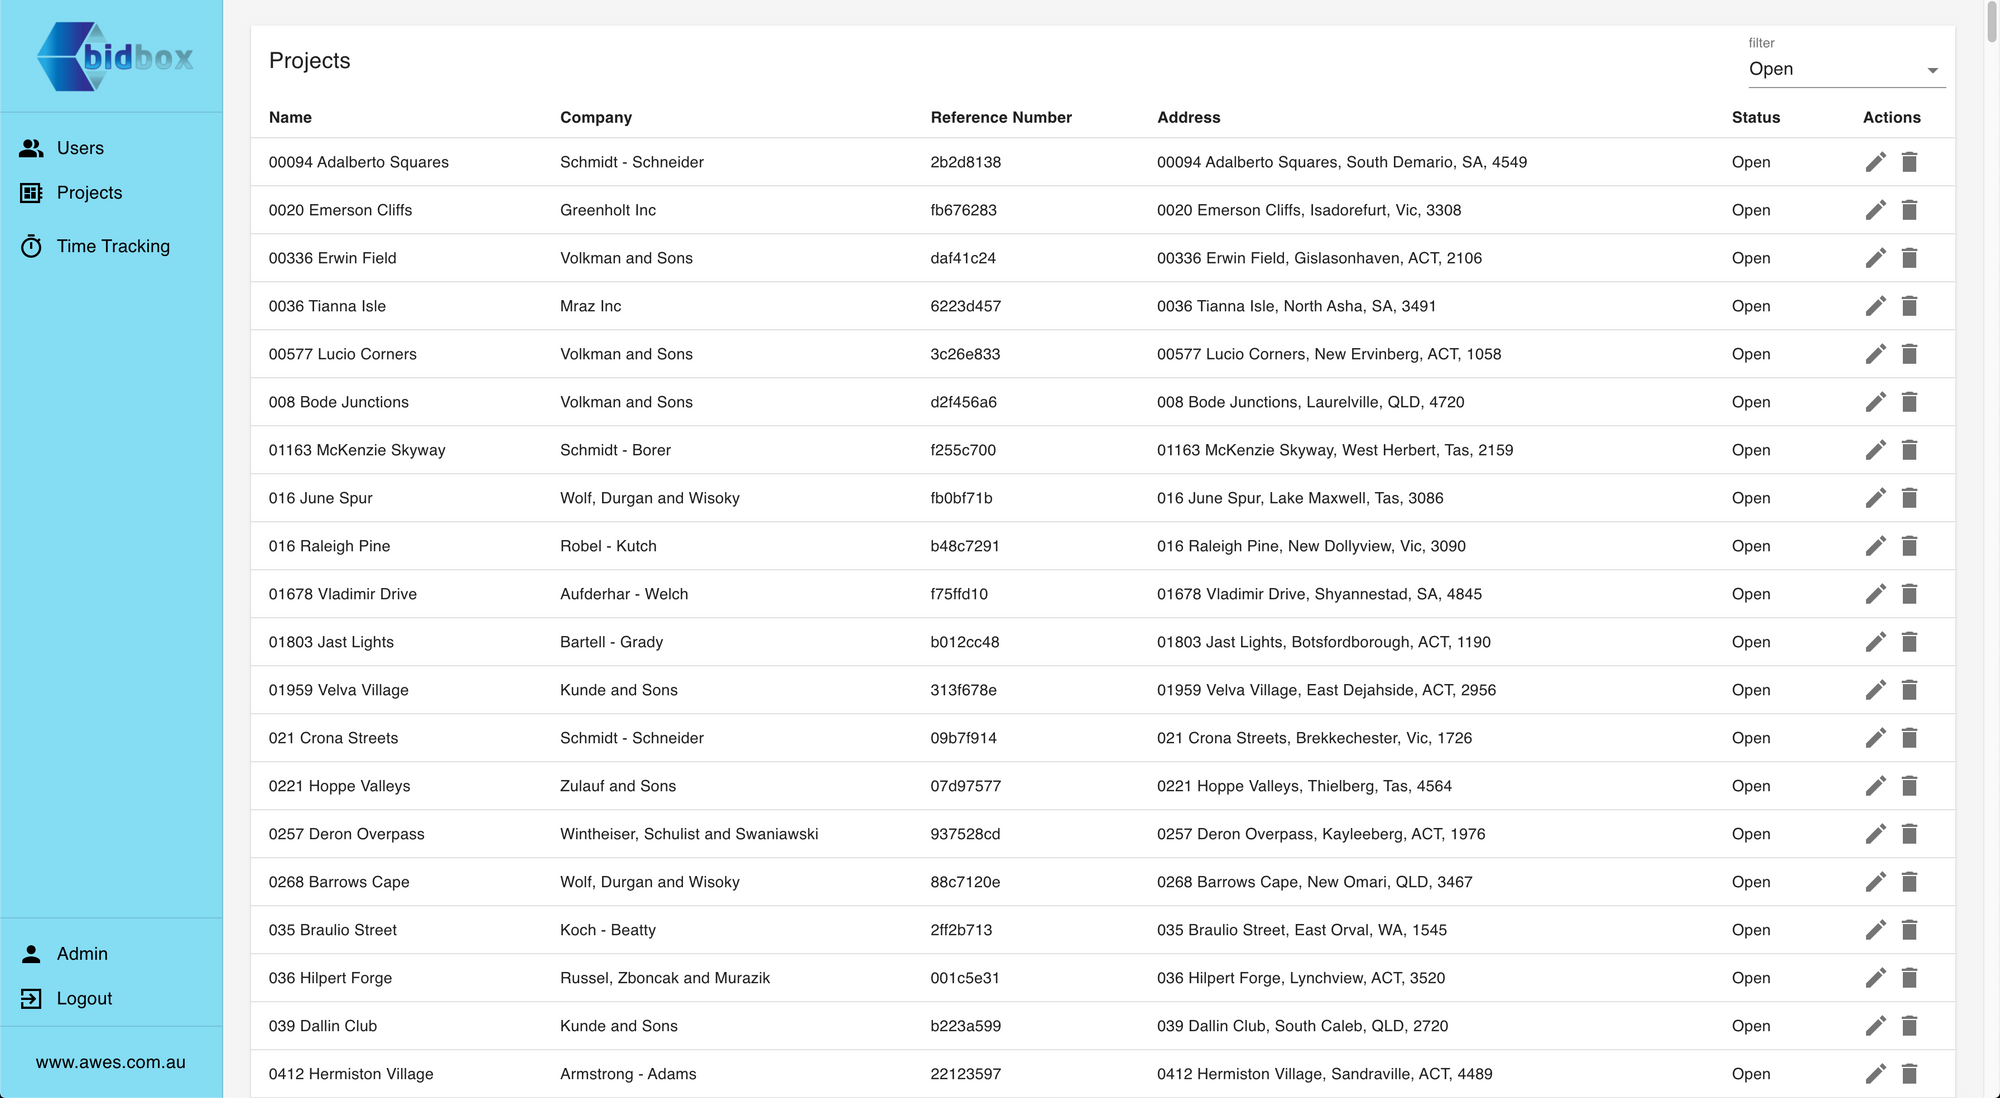 bidbox
Users
Projects
Time Tracking
Admin
Logout
www.awes.com.au
Projects
filter
Open
Name Company Reference Number Address Status Actions
00094 Adalberto Squares Schmidt - Schneider 2b2d8138 00094 Adalberto Squares, South Demario, SA, 4549 Open
0020 Emerson Cliffs Greenholt Inc fb676283 0020 Emerson Cliffs, Isadorefurt, Vic, 3308 Open
00336 Erwin Field Volkman and Sons daf41c24 00336 Erwin Field, Gislasonhaven, ACT, 2106 Open
0036 Tianna Isle Mraz Inc 6223d457 0036 Tianna Isle, North Asha, SA, 3491 Open
00577 Lucio Corners Volkman and Sons 3c26e833 00577 Lucio Corners, New Ervinberg, ACT, 1058 Open
008 Bode Junctions Volkman and Sons d2f456a6 008 Bode Junctions, Laurelville, QLD, 4720 Open
01163 McKenzie Skyway Schmidt - Borer f255c700 01163 McKenzie Skyway, West Herbert, Tas, 2159 Open
016 June Spur Wolf, Durgan and Wisoky fb0bf71b 016 June Spur, Lake Maxwell, Tas, 3086 Open
016 Raleigh Pine Robel - Kutch b48c7291 016 Raleigh Pine, New Dollyview, Vic, 3090 Open
01678 Vladimir Drive Aufderhar - Welch f75ffd10 01678 Vladimir Drive, Shyannestad, SA, 4845 Open
01803 Jast Lights Bartell - Grady b012cc48 01803 Jast Lights, Botsfordborough, ACT, 1190 Open
01959 Velva Village Kunde and Sons 313f678e 01959 Velva Village, East Dejahside, ACT, 2956 Open
021 Crona Streets Schmidt - Schneider 09b7f914 021 Crona Streets, Brekkechester, Vic, 1726 Open
0221 Hoppe Valleys Zulauf and Sons 07d97577 0221 Hoppe Valleys, Thielberg, Tas, 4564 Open
0257 Deron Overpass Wintheiser, Schulist and Swaniawski 937528cd 0257 Deron Overpass, Kayleeberg, ACT, 1976 Open
0268 Barrows Cape Wolf, Durgan and Wisoky 88c7120e 0268 Barrows Cape, New Omari, QLD, 3467 Open
035 Braulio Street Koch - Beatty 2ff2b713 035 Braulio Street, East Orval, WA, 1545 Open
036 Hilpert Forge Russel, Zboncak and Murazik 001c5e31 036 Hilpert Forge, Lynchview, ACT, 3520 Open
039 Dallin Club Kunde and Sons b223a599 039 Dallin Club, South Caleb, QLD, 2720 Open
0412 Hermiston Village Armstrong - Adams 22123597 0412 Hermiston Village, Sandraville, ACT, 4489 Open